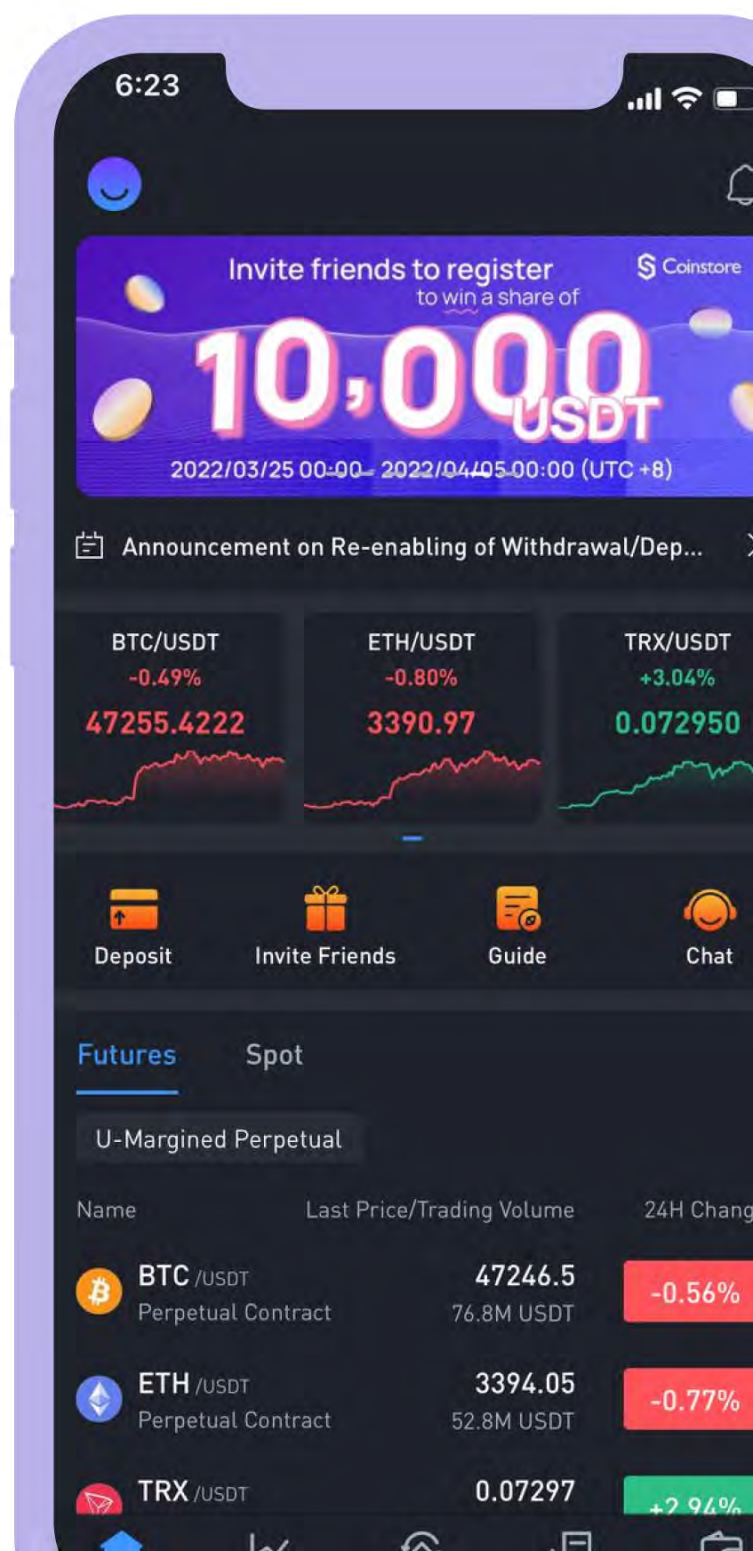 6:23
Invite friends to register
Coinstore
to win a share of
10,000
USDT
2022/03/25 00:00 - 2022/04/05 00:00 (UTC +8)
Announcement on Re-enabling of Withdrawal/Dep...
BTC/USDT ETH/USDT TRX/USDT
-0.49% -0.80% +3.04%
47255.4222 3390.97 0.072950
Deposit Invite Friends Guide Chat
Futures Spot
U-Margined Perpetual
Name Last Price/Trading Volume 24H Chang
BTC /USDT 47246.5 -0.56%
Perpetual Contract 76.8M USDT
ETH /USDT 3394.05 -0.77%
Perpetual Contract 52.8M USDT
TRX /USDT 0.07297 +2.94%